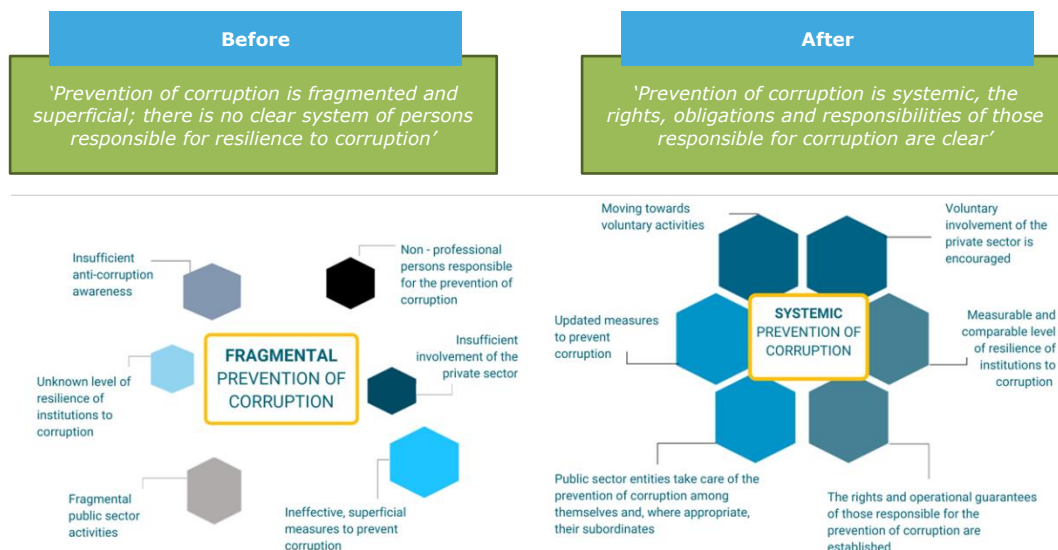 Before
‘Prevention of corruption is fragmented and
superficial; there is no clear system of persons
responsible for resilience to corruption’
After
‘Prevention of corruption is systemic, the
rights, obligations and responsibilities of those
responsible for corruption are clear’
Insufficient
anti-corruption
awareness
Non - professional
persons responsible
for the prevention of
corruption
FRAGMENTAL
PREVENTION OF
CORRUPTION
Insufficient
involvement of the
private sector
Unknown level of
resilience of
institutions to
corruption
Fragmental
public sector
activities
Ineffective, superficial
measures to prevent
corruption
Moving towards
voluntary activities
Voluntary
involvement of the
private sector is
encouraged
SYSTEMIC
PREVENTION OF
CORRUPTION
Updated measures
to prevent
corruption
Measurable and
comparable level
of resilience of
institutions to
corruption
Public sector entities take care of the
prevention of corruption among
themselves and, where appropriate,
their subordinates
The rights and operational guarantees
of those responsible for the
prevention of corruption are
established